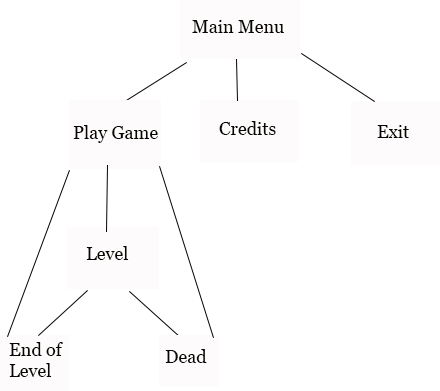 Main Menu
Play Game
Credits
Exit
Level
End of
Level
Dead